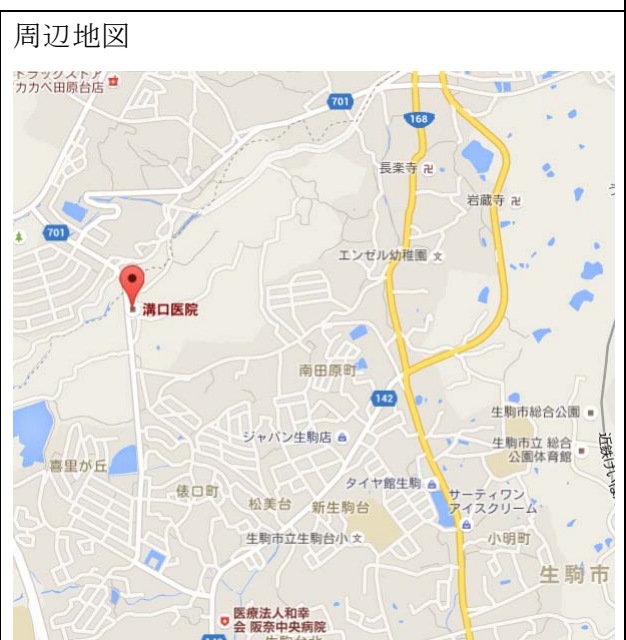 周辺地図
ドラッグストア
カカベ田原台店
701
168
長楽寺
岩蔵寺
701
エンゼル幼稚園
文
溝口医院
南田原町
142
生駒市総合公園
ジャパン生駒店
生駒市立 総合
公園体育館
喜里が丘
タイヤ館生駒
俵口町
サーティワン
アイスクリーム
松美台
新生駒台
生駒市立生駒台小
文
小明町
生駒市
医療法人和幸
会 阪奈中央病院